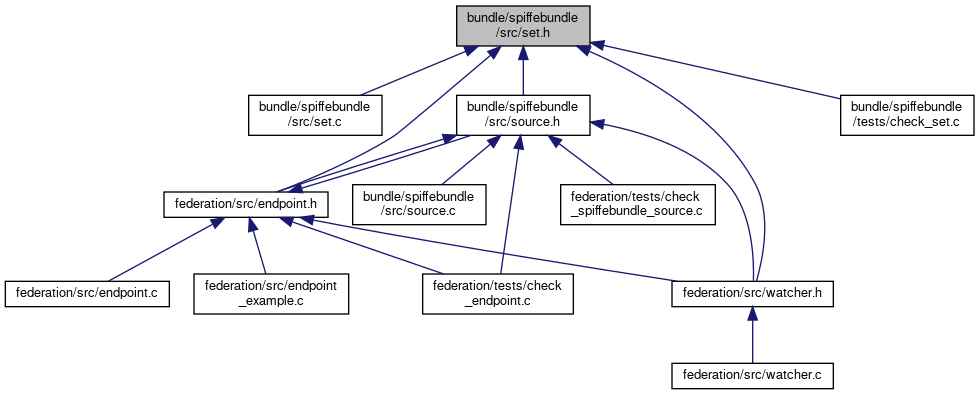 bundle/spiffebundle
/src/set.h
bundle/spiffebundle
/src/set.c
bundle/spiffebundle
/src/source.h
bundle/spiffebundle
/tests/check_set.c
federation/src/endpoint.h
bundle/spiffebundle
/src/source.c
federation/tests/check
_spiffebundle_source.c
federation/src/endpoint.c
federation/src/endpoint
_example.c
federation/tests/check
_endpoint.c
federation/src/watcher.h
federation/src/watcher.c